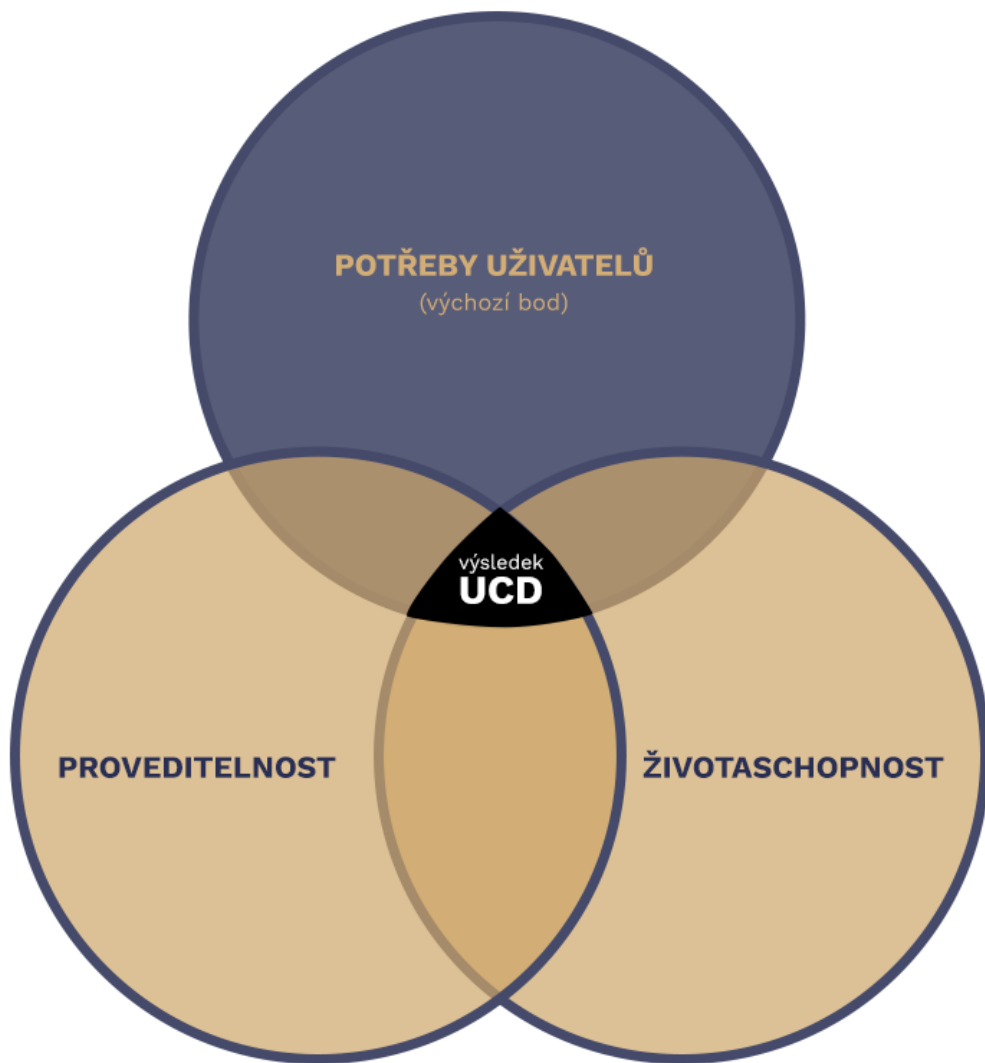 POTŘEBY UŽIVATELŮ
(výchozí bod)
výsledek
UCD
PROVEDITELNOST
ŽIVOTASCHOPNOST